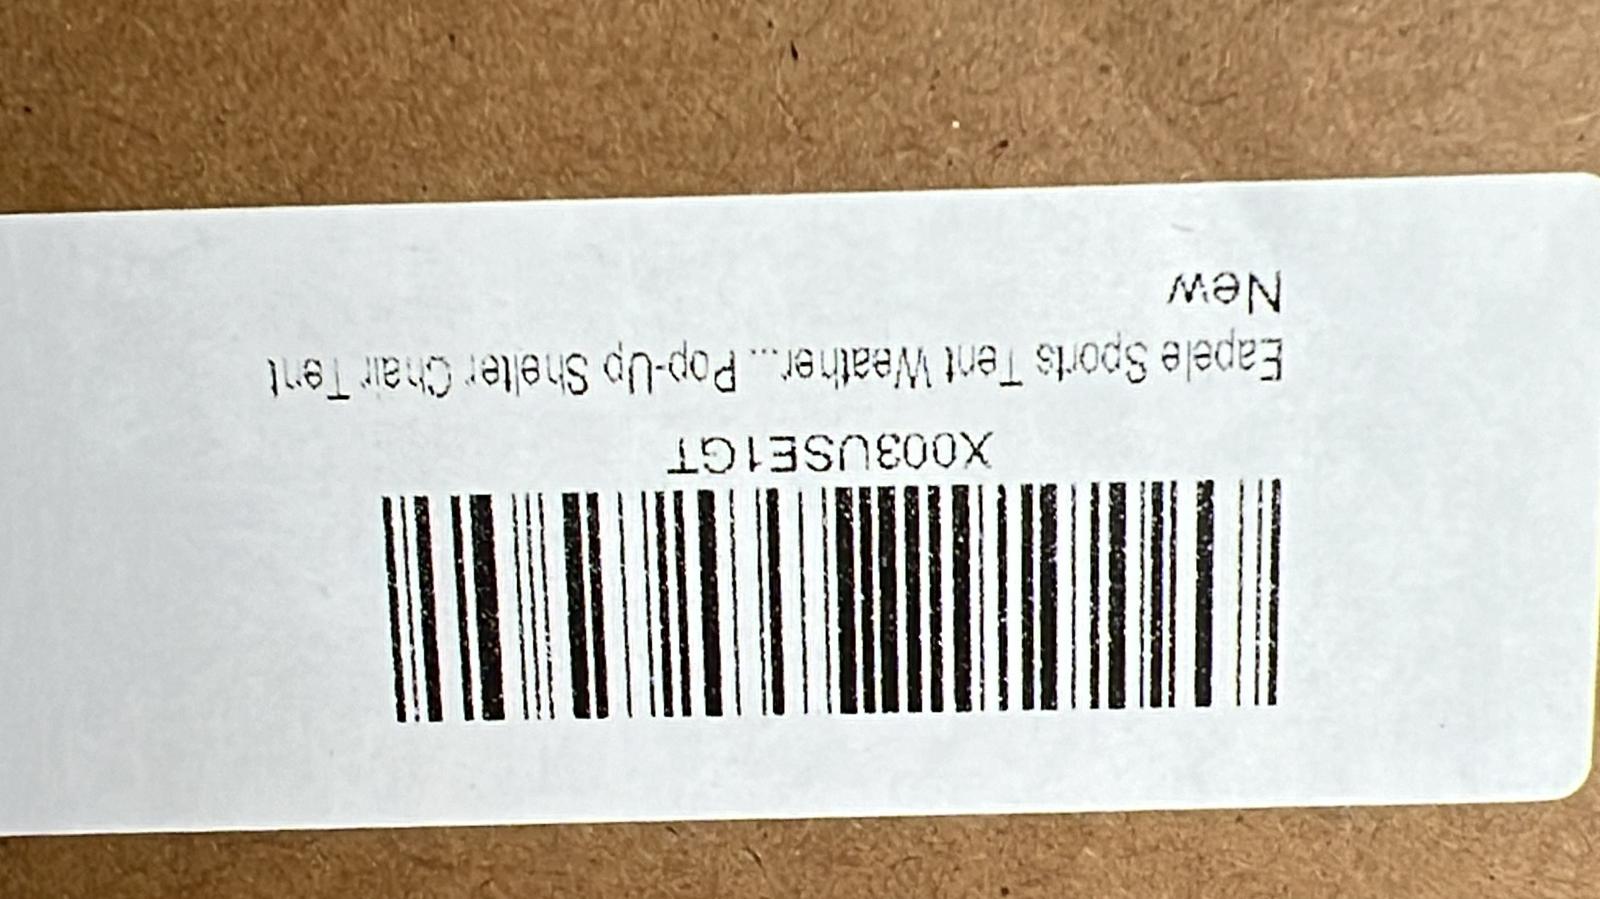 X003USE1GT
Eapele Sports Tent Weather... Pop-Up Shelter Chair Tent
New